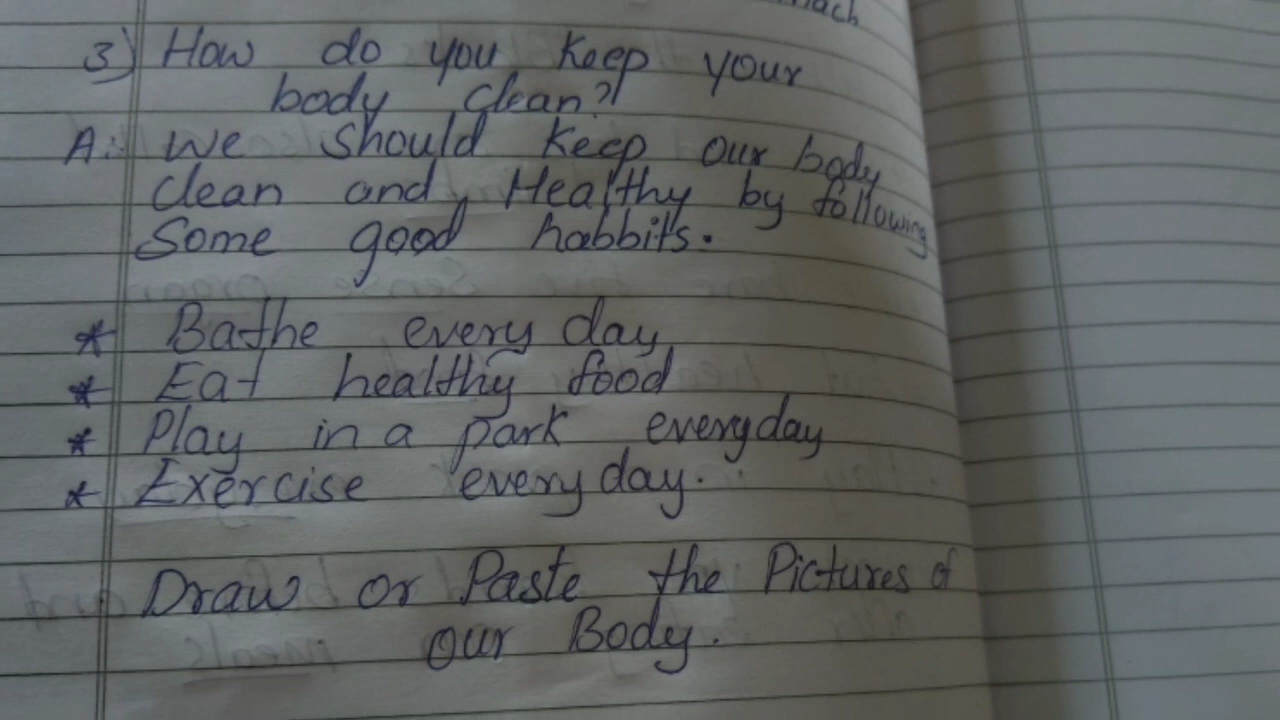 3) How do you keep your
body clean?
A. We should keep our body
clean and Healthy by following
Some good habbits.
* Bathe every day
* Eat healthy food
* Play in a park everyday
* Exercise every day.
Draw or Paste the Pictures of
our Body.